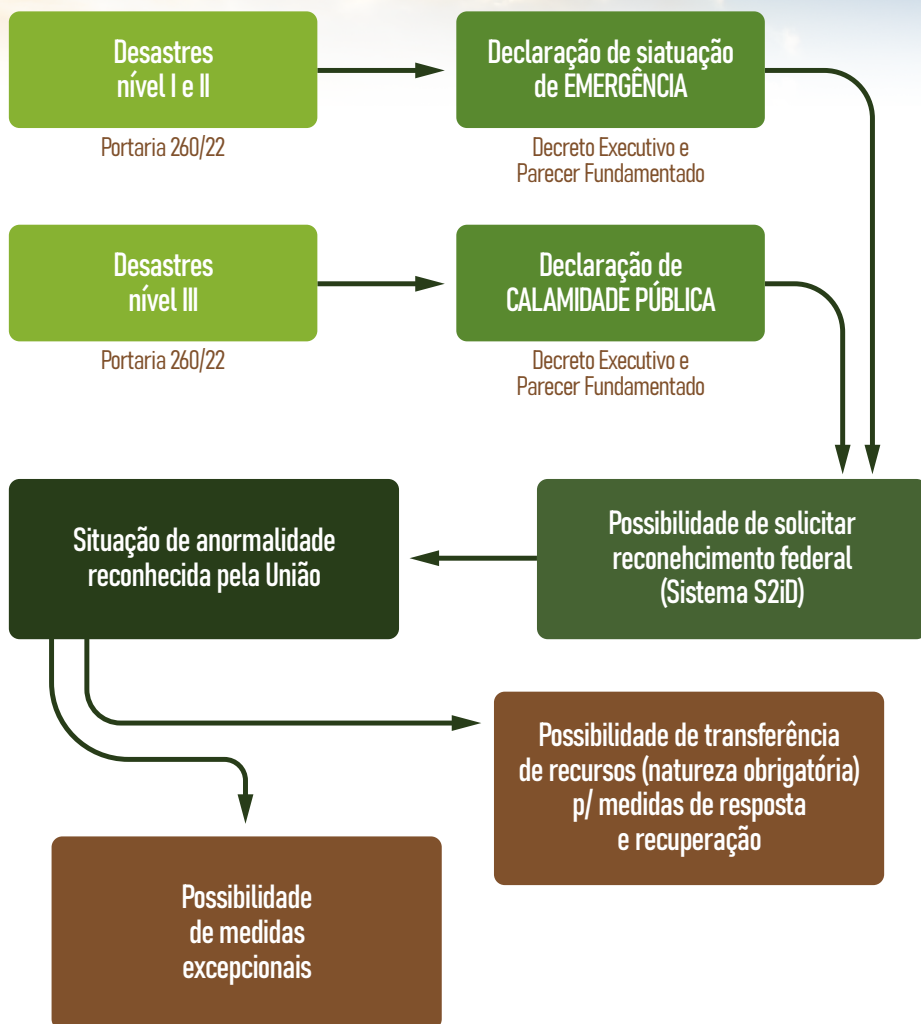 Desastres
nível I e II
Portaria 260/22
Declaração de siatuação
de EMERGÊNCIA
Decreto Executivo e
Parecer Fundamentado
Desastres
nível III
Portaria 260/22
Declaração de
CALAMIDADE PÚBLICA
Decreto Executivo e
Parecer Fundamentado
Situação de anormalidade
reconhecida pela União
Possibilidade de solicitar
reconehcimento federal
(Sistema S2iD)
Possibilidade de transferência
de recursos (natureza obrigatória)
p/ medidas de resposta
e recuperação
Possibilidade
de medidas
excepcionais